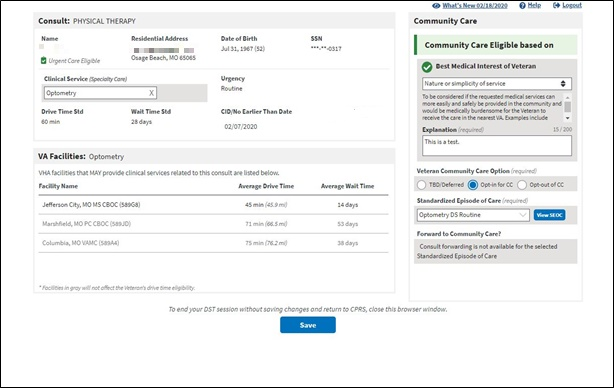 What's New 02/18/2020 Help Logout
Consult: PHYSICAL THERAPY
Name Residential Address Date of Birth SSN
Osage Beach, MO 65065 Jul 31, 1967 (52) ***-**-0317
Urgent Care Eligible
Clinical Service (Specialty Care) Urgency
Optometry X Routine
Drive Time Std Wait Time Std CID/No Earlier Than Date
60 min 28 days 02/07/2020
VA Facilities: Optometry
VHA facilities that MAY provide clinical services related to this consult are listed below.
Facility Name Average Drive Time Average Wait Time
Jefferson City, MO MS CBOC (589G8) 45 min (45.9 mi) 14 days
Marshfield, MO PC CBOC (589JD) 71 min (66.5 mi) 53 days
Columbia, MO VAMC (589A4) 75 min (76.2 mi) 38 days
* Facilities in gray will not affect the Veteran's drive time eligibility.
Community Care
Community Care Eligible based on
Best Medical Interest of Veteran
Nature or simplicity of service
To be considered if the requested medical services can
more easily and safely be provided in the community and
would be medically burdensome for the Veteran to
receive the care in the nearest VA. Examples include
Explanation (required) 15 / 200
This is a test.
Veteran Community Care Option (required)
TBD/Deferred Opt-in for CC Opt-out of CC
Standardized Episode of Care (required)
Optometry DS Routine View SEOC
Forward to Community Care?
Consult forwarding is not available for the selected
Standardized Episode of Care
To end your DST session without saving changes and return to CPRS, close this browser window.
Save